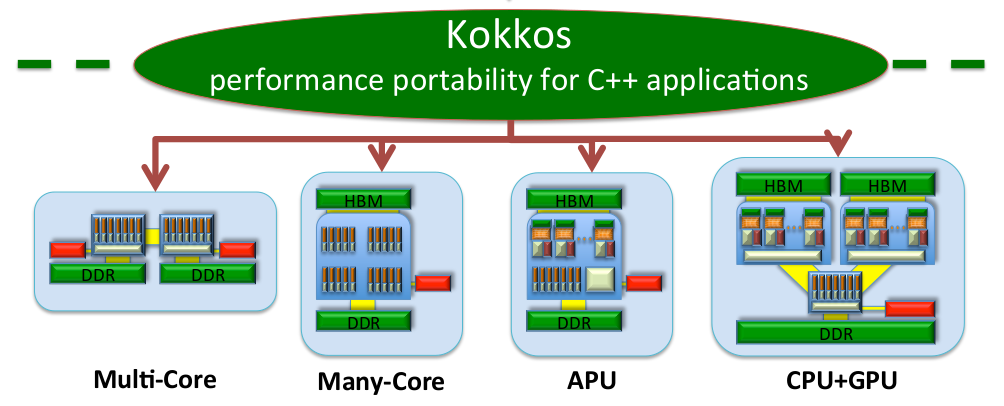 Kokkos
performance portability for C++ applications
HBM
HBM
HBM
HBM
DDR
DDR
DDR
DDR
DDR
Multi-Core
Many-Core
APU
CPU+GPU